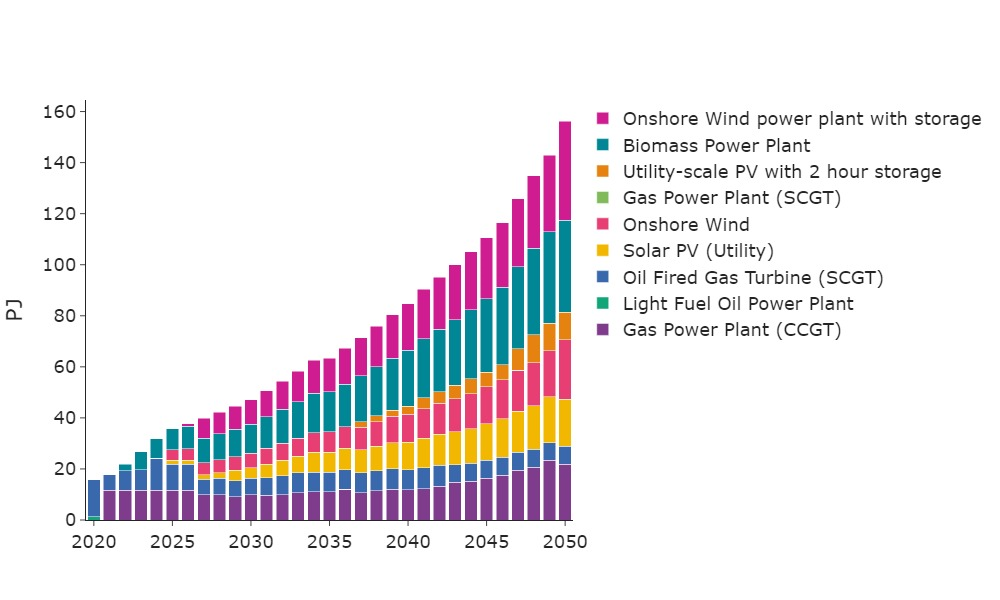 160
140
120
100
80
60
40
20
0
PJ
2020
2025
2030
2035
2040
2045
2050
Onshore Wind power plant with storage
Biomass Power Plant
Utility-scale PV with 2 hour storage
Gas Power Plant (SCGT)
Onshore Wind
Solar PV (Utility)
Oil Fired Gas Turbine (SCGT)
Light Fuel Oil Power Plant
Gas Power Plant (CCGT)